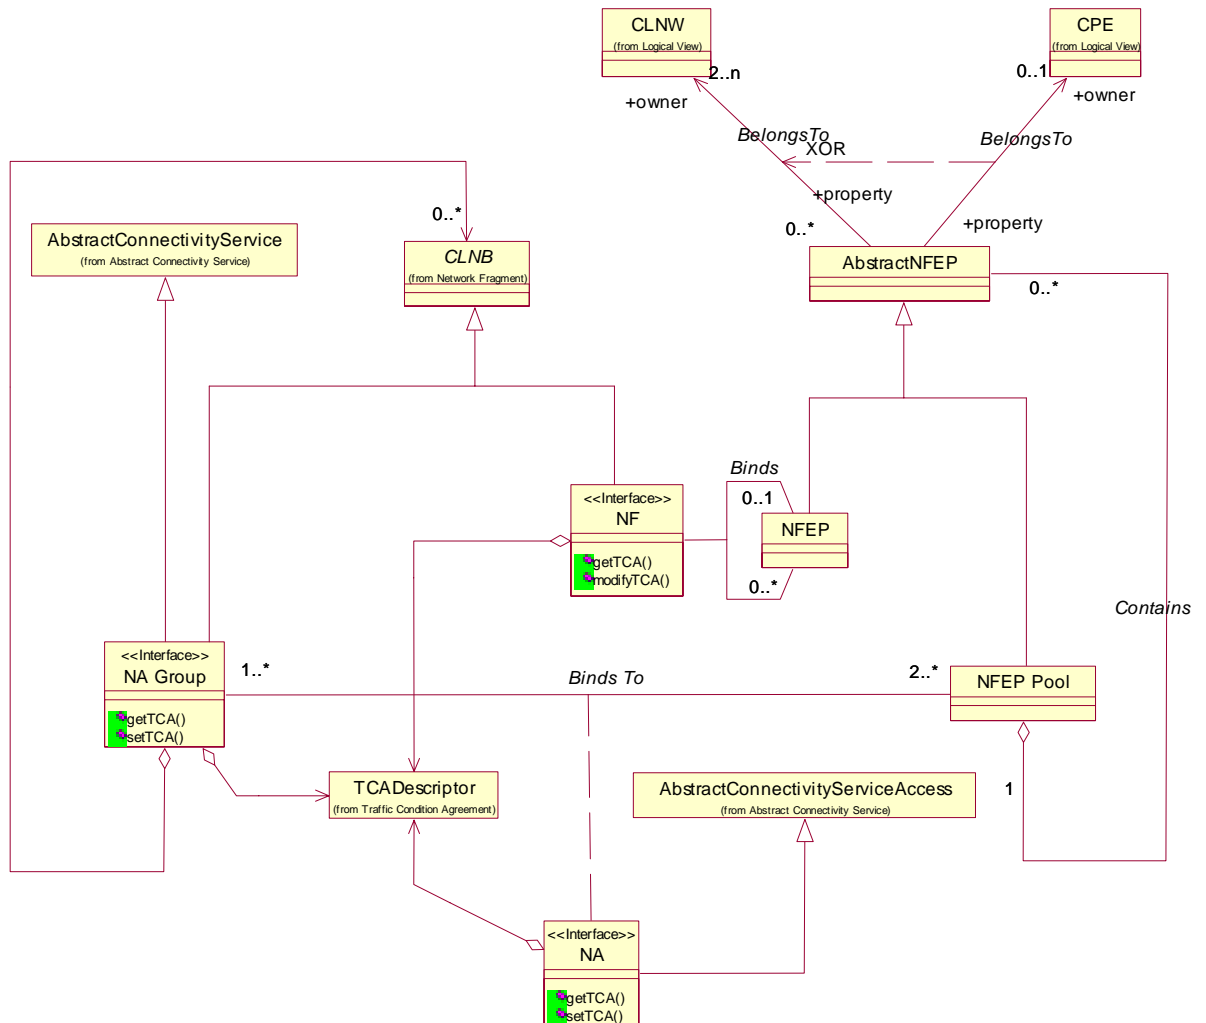 CLNW
(from Logical View)
CPE
(from Logical View)
2..n
0..1
+owner
+owner
BelongsTo
BelongsTo
XOR
+property
+property
0..*
0..*
AbstractConnectivityService
(from Abstract Connectivity Service)
CLNB
(from Network Fragment)
AbstractNFEP
0..*
Binds
<<Interface>>
NF
getTCA()
modifyTCA()
0..1
NFEP
0..*
Contains
<<Interface>>
NA Group
getTCA()
setTCA()
1..*
Binds To
2..*
NFEP Pool
TCADescriptor
(from Traffic Condition Agreement)
AbstractConnectivityServiceAccess
(from Abstract Connectivity Service)
1
<<Interface>>
NA
getTCA()
setTCA()